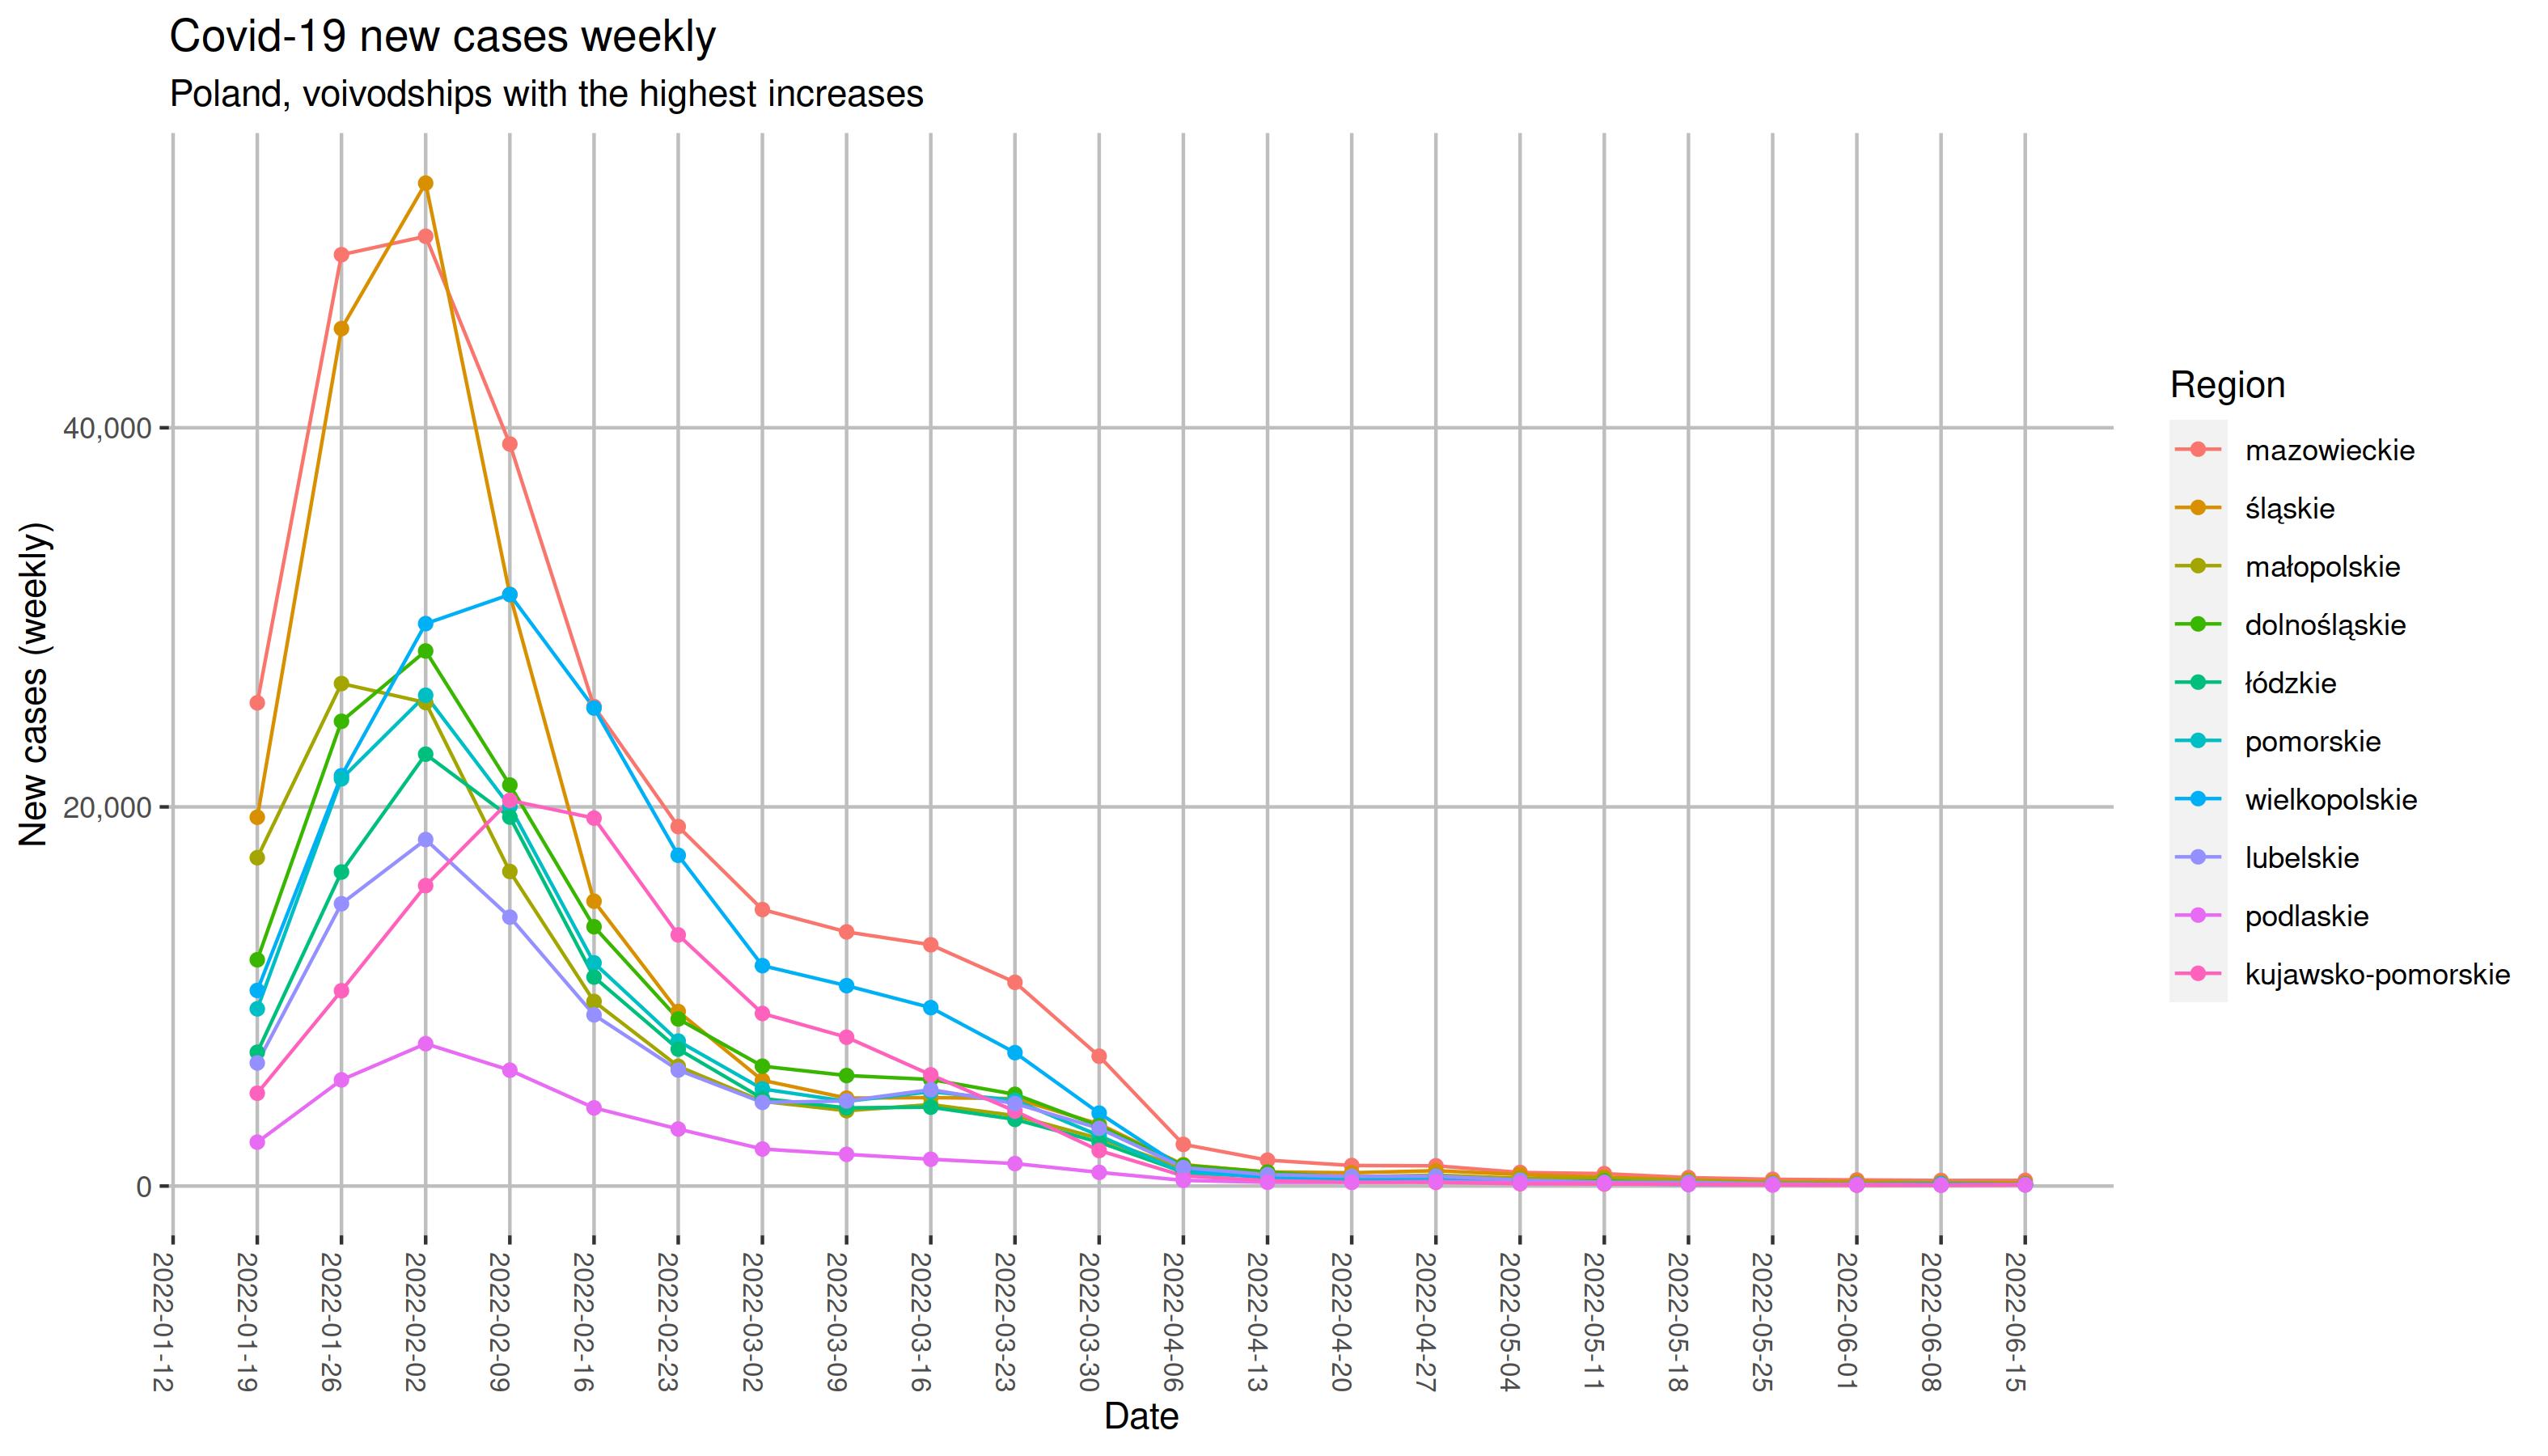 Covid-19 new cases weekly
Poland, voivodships with the highest increases
New cases (weekly)
40,000
20,000
0
2022-01-12
2022-01-19
2022-01-26
2022-02-02
2022-02-09
2022-02-16
2022-02-23
2022-03-02
2022-03-09
2022-03-16
2022-03-23
2022-03-30
2022-04-06
2022-04-13
2022-04-20
2022-04-27
2022-05-04
2022-05-11
2022-05-18
2022-05-25
2022-06-01
2022-06-08
2022-06-15
Date
Region
mazowieckie
śląskie
małopolskie
dolnośląskie
łódzkie
pomorskie
wielkopolskie
lubelskie
podlaskie
kujawsko-pomorskie